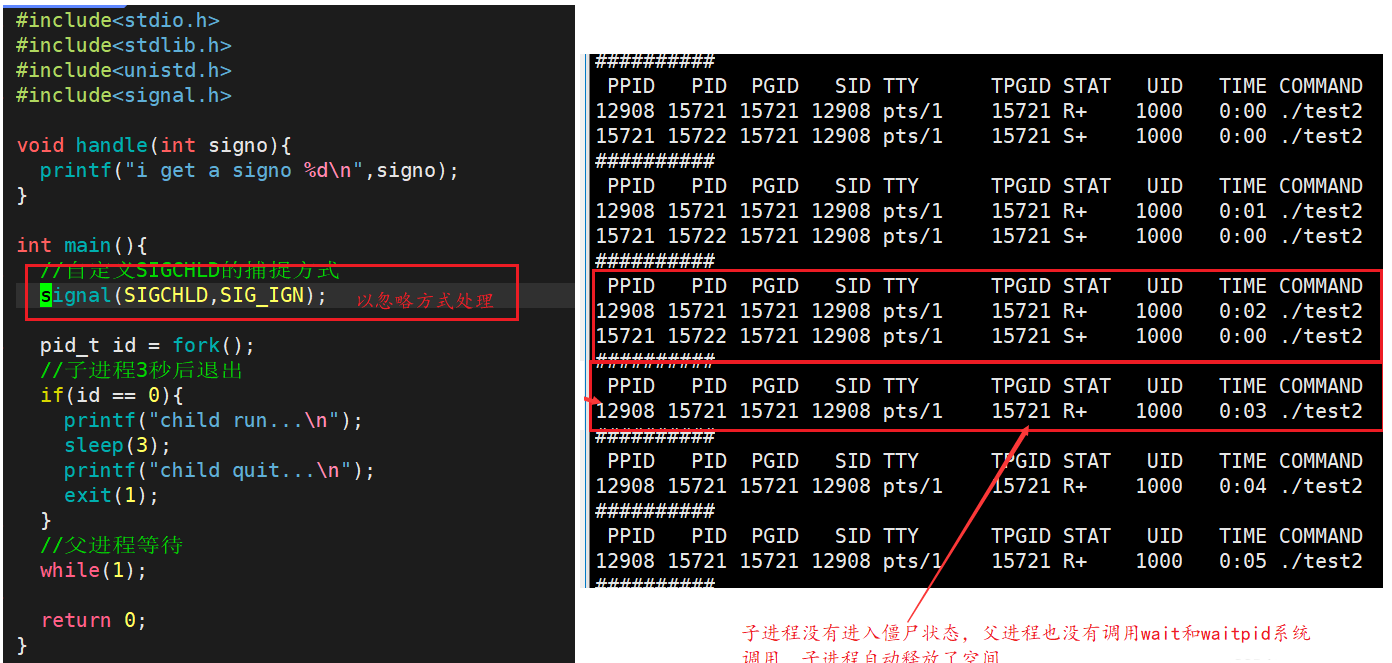 #include<stdio.h>
#include<stdlib.h>
#include<unistd.h>
#include<signal.h>
void handle(int signo){
printf("i get a signo %d\n",signo);
}
int main(){
//自定义SIGCHLD的捕捉方式
signal(SIGCHLD,SIG_IGN); 以忽略方式处理
pid_t id = fork();
//子进程3秒后退出
if(id == 0){
printf("child run...\n");
sleep(3);
printf("child quit...\n");
exit(1);
}
//父进程等待
while(1);
return 0;
}
##########
PPID PID PGID SID TTY TPGID STAT UID TIME COMMAND
12908 15721 15721 12908 pts/1 15721 R+ 1000 0:00 ./test2
15721 15722 15721 12908 pts/1 15721 S+ 1000 0:00 ./test2
##########
PPID PID PGID SID TTY TPGID STAT UID TIME COMMAND
12908 15721 15721 12908 pts/1 15721 R+ 1000 0:01 ./test2
15721 15722 15721 12908 pts/1 15721 S+ 1000 0:00 ./test2
##########
PPID PID PGID SID TTY TPGID STAT UID TIME COMMAND
12908 15721 15721 12908 pts/1 15721 R+ 1000 0:02 ./test2
15721 15722 15721 12908 pts/1 15721 S+ 1000 0:00 ./test2
##########
PPID PID PGID SID TTY TPGID STAT UID TIME COMMAND
12908 15721 15721 12908 pts/1 15721 R+ 1000 0:03 ./test2
##########
PPID PID PGID SID TTY TPGID STAT UID TIME COMMAND
12908 15721 15721 12908 pts/1 15721 R+ 1000 0:04 ./test2
##########
PPID PID PGID SID TTY TPGID STAT UID TIME COMMAND
12908 15721 15721 12908 pts/1 15721 R+ 1000 0:05 ./test2
##########
子进程没有进入僵尸状态，父进程也没有调用wait和waitpid系统
调用，子进程自动释放了空间